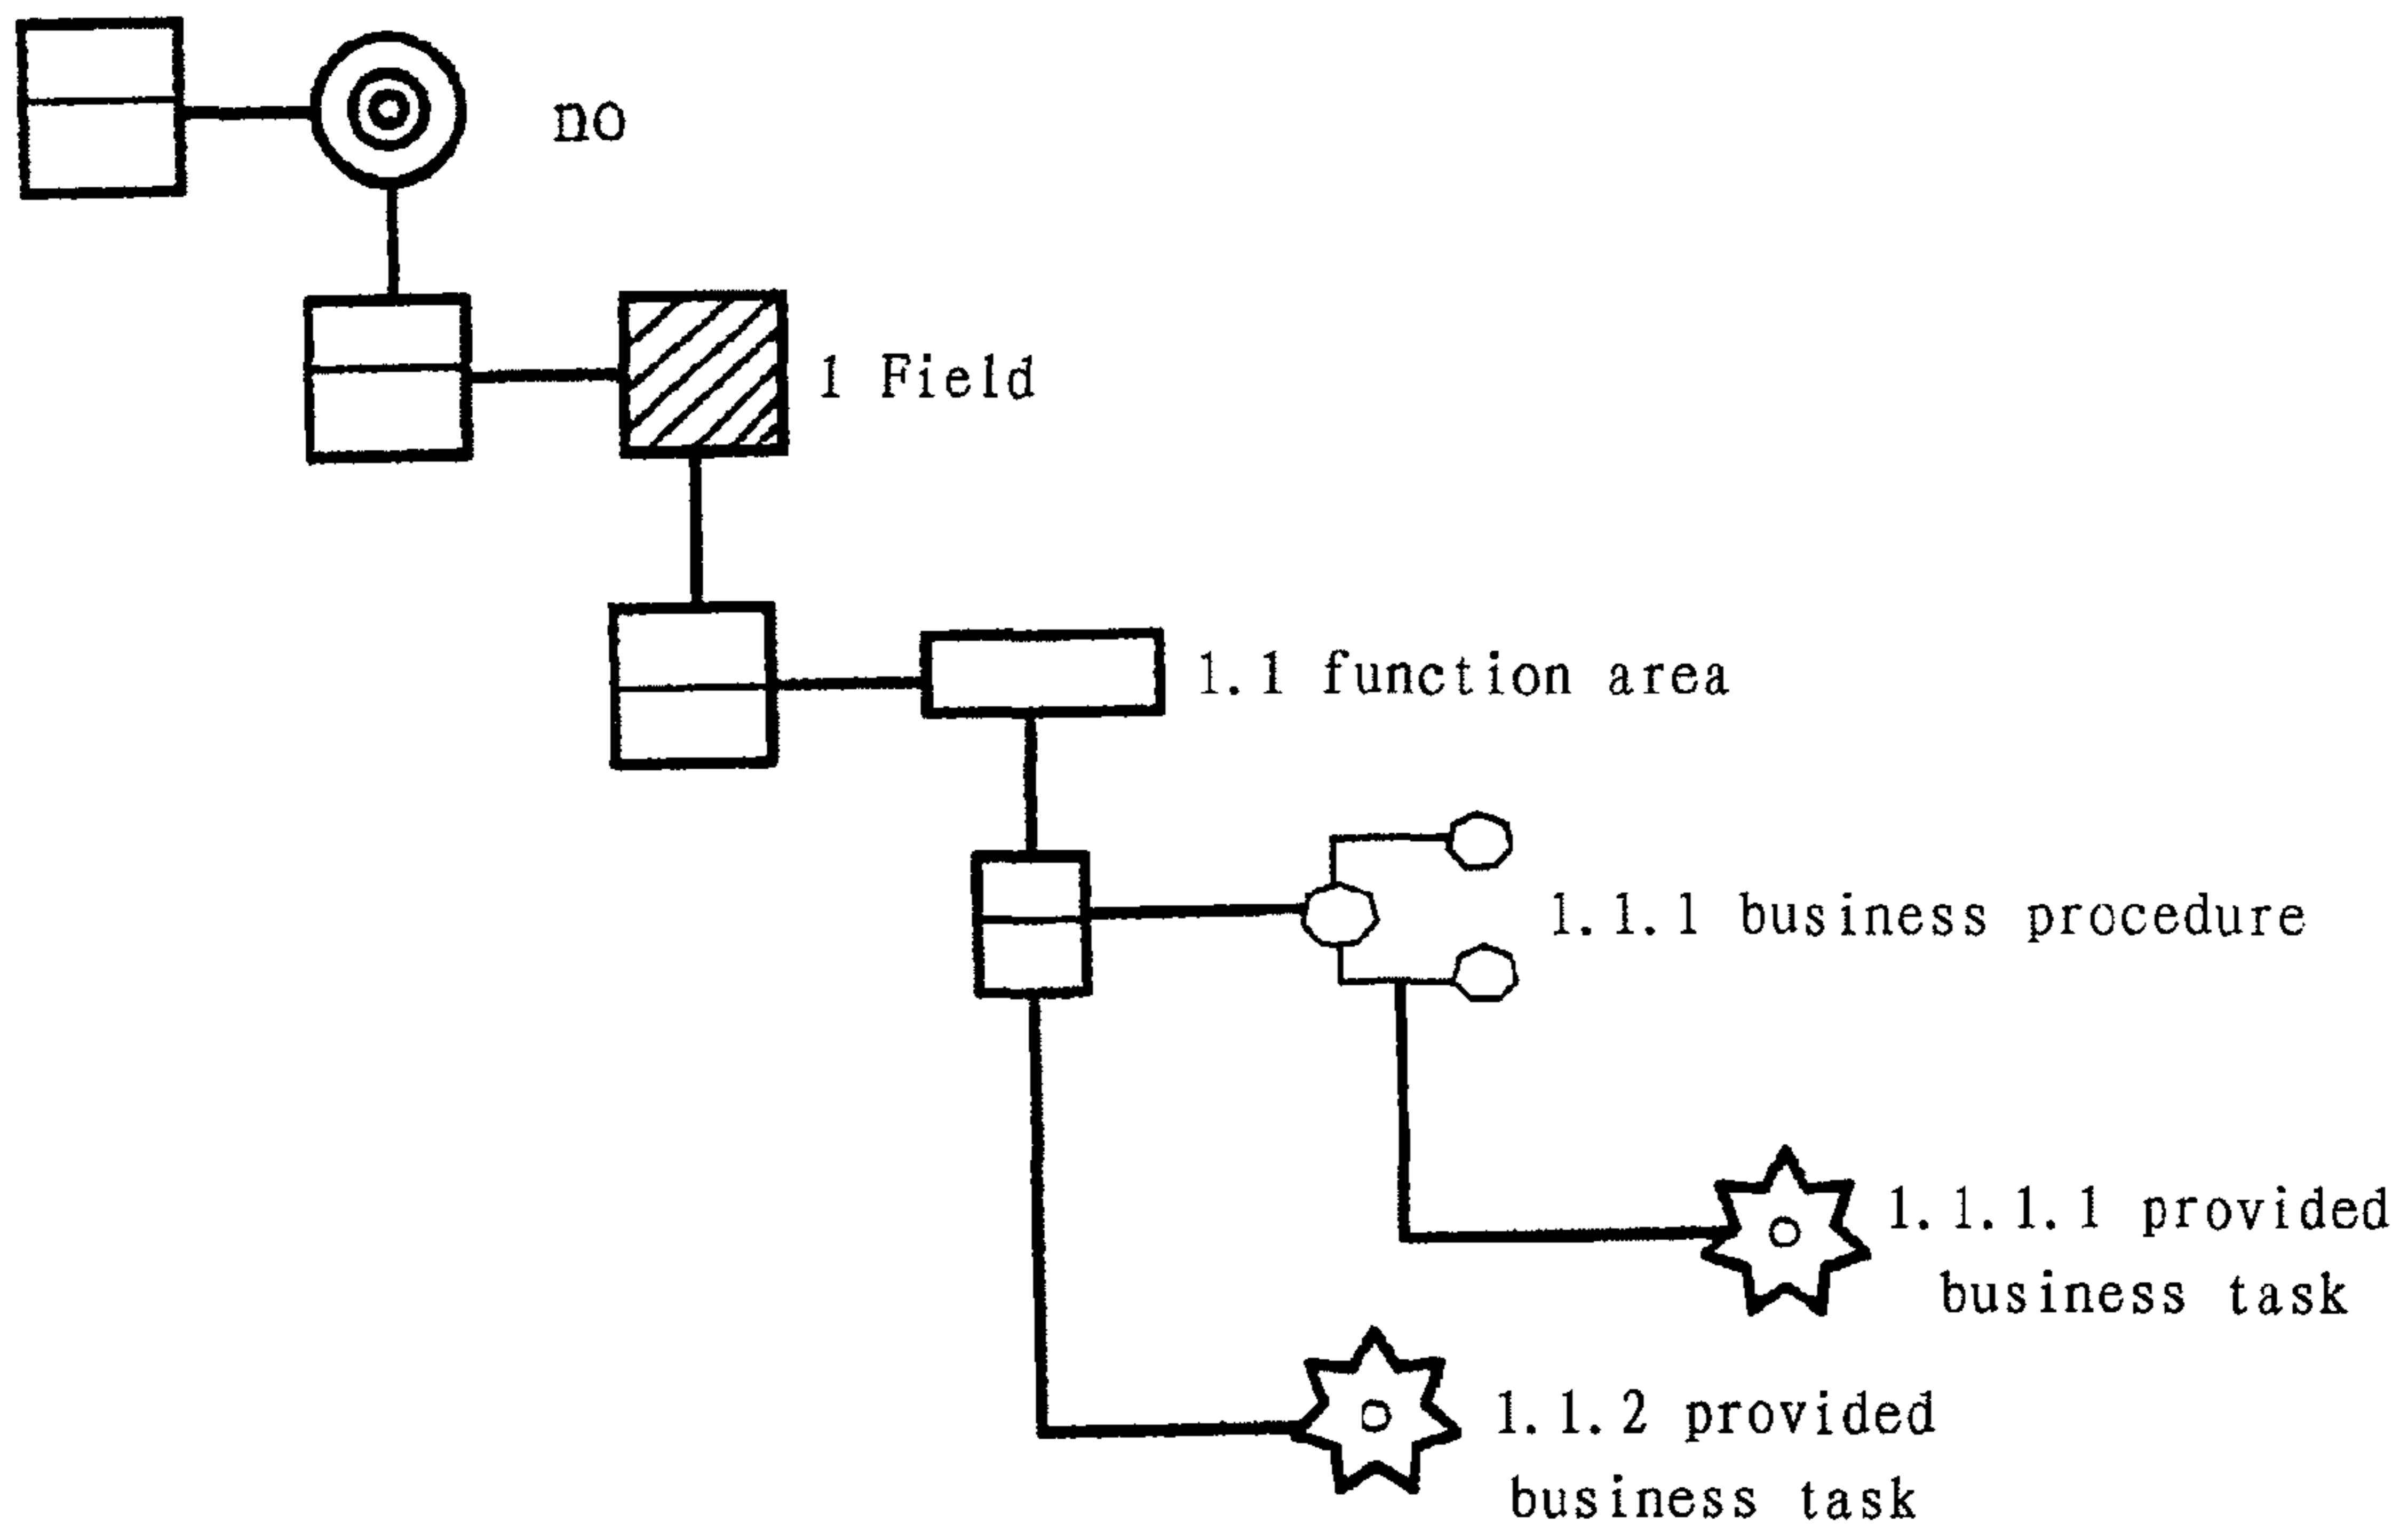 no
1 Field
1.1 function area
1.1.1 business procedure
1.1.1.1 provided
business task
1.1.2 provided
business task